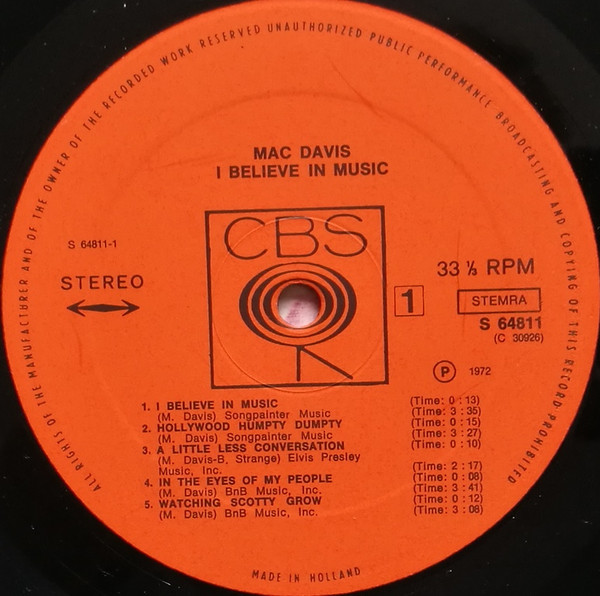 ALL RIGHTS OF THE MANUFACTURER AND OF THE OWNER OF THE RECORDED WORK RESERVED UNAUTHORIZED PUBLIC PERFORMANCE BROADCASTING AND COPYING OF THIS RECORD PROHIBITED
MAC DAVIS
I BELIEVE IN MUSIC
CBS
S 64811-1
STEREO
33 ⅓ RPM
1
STEMRA
S 64811
(C 30926)
Ⓟ 1972
1. I BELIEVE IN MUSIC (Time: 0 : 13)
(M. Davis) Songpainter Music (Time: 3 : 35)
2. HOLLYWOOD HUMPTY DUMPTY (Time: 0 : 15)
(M. Davis) Songpainter Music (Time: 3 : 27)
3. A LITTLE LESS CONVERSATION (Time: 0 : 10)
(M. Davis-B. Strange) Elvis Presley
Music, Inc. (Time: 2 : 17)
4. IN THE EYES OF MY PEOPLE (Time: 0 : 08)
(M. Davis) BnB Music, Inc. (Time: 3 : 41)
5. WATCHING SCOTTY GROW (Time: 0 : 12)
(M. Davis) BnB Music, Inc. (Time: 3 : 08)
MADE IN HOLLAND